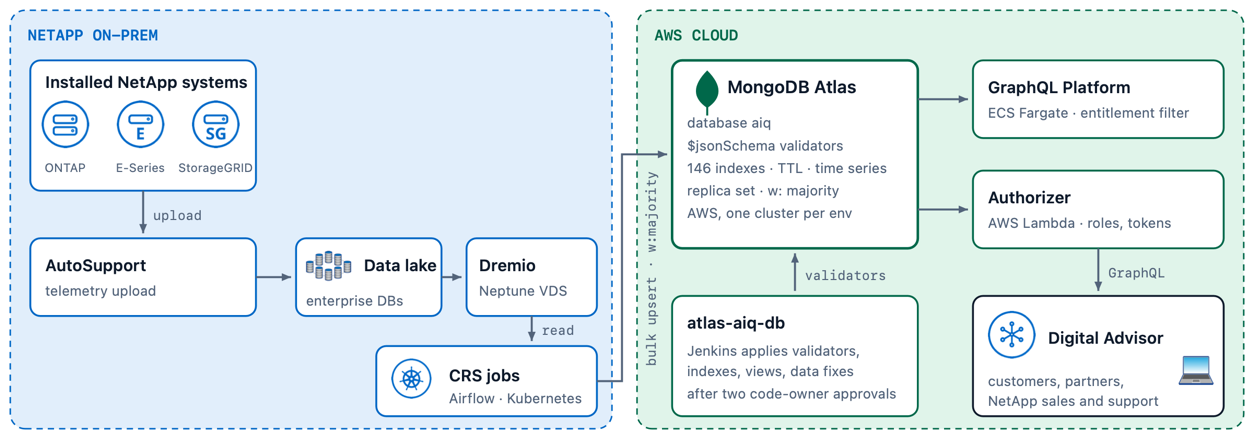 NETAPP ON-PREM
Installed NetApp systems
E
SG
ONTAP
E-Series
StorageGRID
upload
AutoSupport
telemetry upload
Data lake
enterprise DBs
Dremio
Neptune VDS
read
CRS jobs
Airflow · Kubernetes
bulk upsert · w:majority
AWS CLOUD
MongoDB Atlas
database aiq
$jsonSchema validators
146 indexes · TTL · time series
replica set · w: majority
AWS, one cluster per env
validators
atlas-aiq-db
Jenkins applies validators,
indexes, views, data fixes
after two code-owner approvals
GraphQL Platform
ECS Fargate · entitlement filter
Authorizer
AWS Lambda · roles, tokens
GraphQL
Digital Advisor
customers, partners,
NetApp sales and support